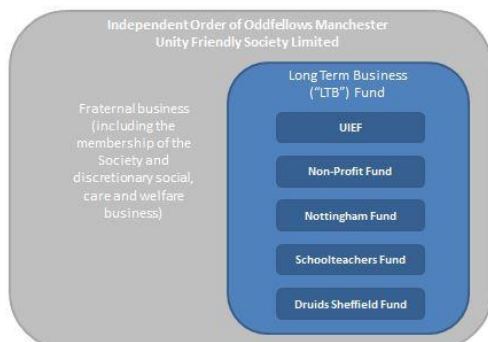 Independent Order of Oddfellows Manchester
Unity Friendly Society Limited
Fraternal business
(including the
membership of the
Society and
discretionary social,
care and welfare
business)
Long Term Business
("LTB") Fund
UIEF
Non-Profit Fund
Nottingham Fund
Schoolteachers Fund
Druids Sheffield Fund